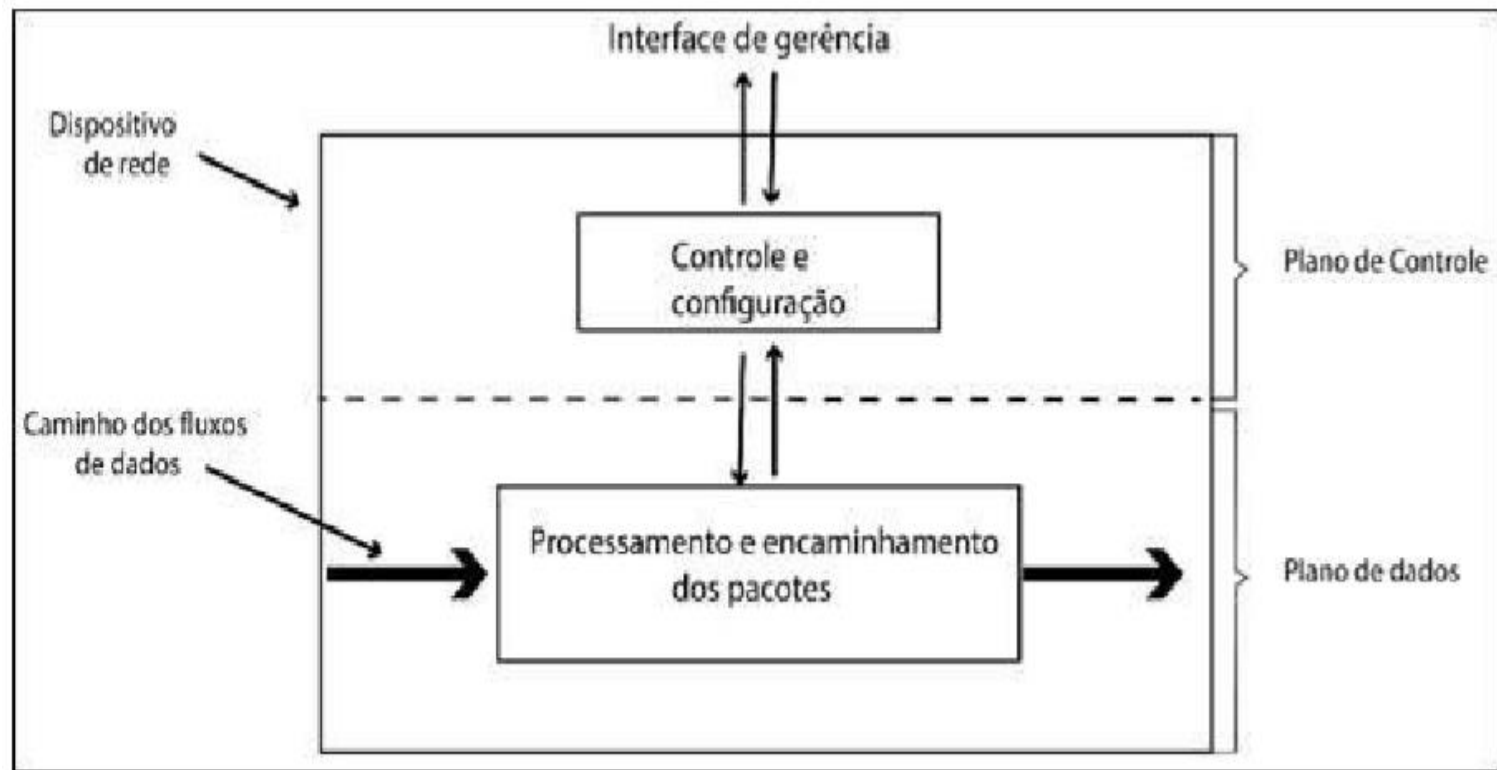 Interface de gerência
Dispositivo
de rede
Controle e
configuração
Plano de Controle
Caminho dos fluxos
de dados
Processamento e encaminhamento
dos pacotes
Plano de dados